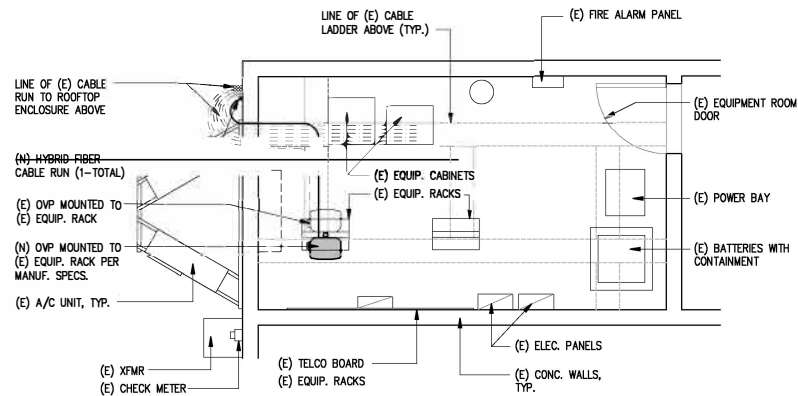 LINE OF (E) CABLE
LADDER ABOVE (TYP.)
(E) FIRE ALARM PANEL
LINE OF (E) CABLE
RUN TO ROOFTOP
ENCLOSURE ABOVE
(E) EQUIPMENT ROOM
DOOR
(N) HYBRID FIBER
CABLE RUN (1-TOTAL)
(E) EQUIP. CABINETS
(E) EQUIP. RACKS
(E) POWER BAY
(E) OVP MOUNTED TO
(E) EQUIP. RACK
(N) OVP MOUNTED TO
(E) EQUIP. RACK PER
MANUF. SPECS.
(E) BATTERIES WITH
CONTAINMENT
(E) A/C UNIT, TYP.
(E) ELEC. PANELS
(E) XFMR
(E) CHECK METER
(E) TELCO BOARD
(E) EQUIP. RACKS
(E) CONC. WALLS,
TYP.